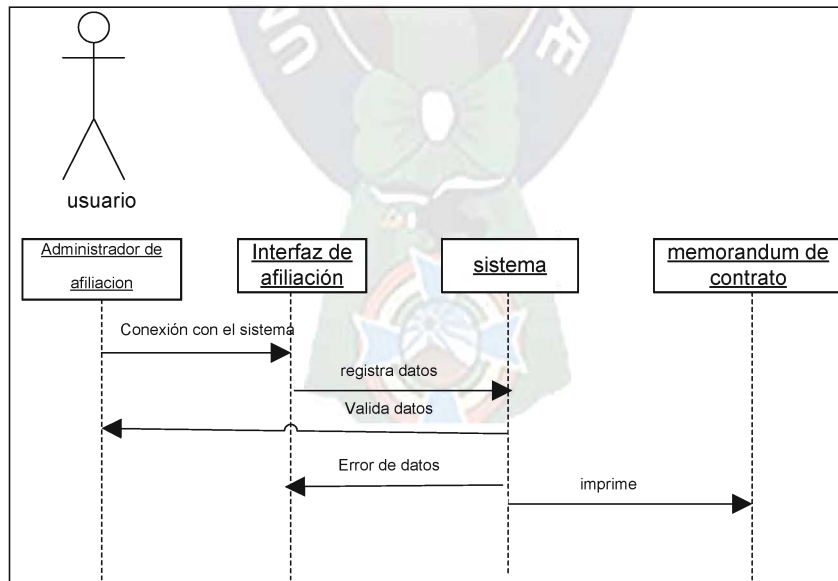 UN
Æ
usuario
Administrador de
afiliacion
Interfaz de
afiliación
sistema
memorandum de
contrato
Conexión con el sistema
registra datos
Valida datos
Error de datos
imprime